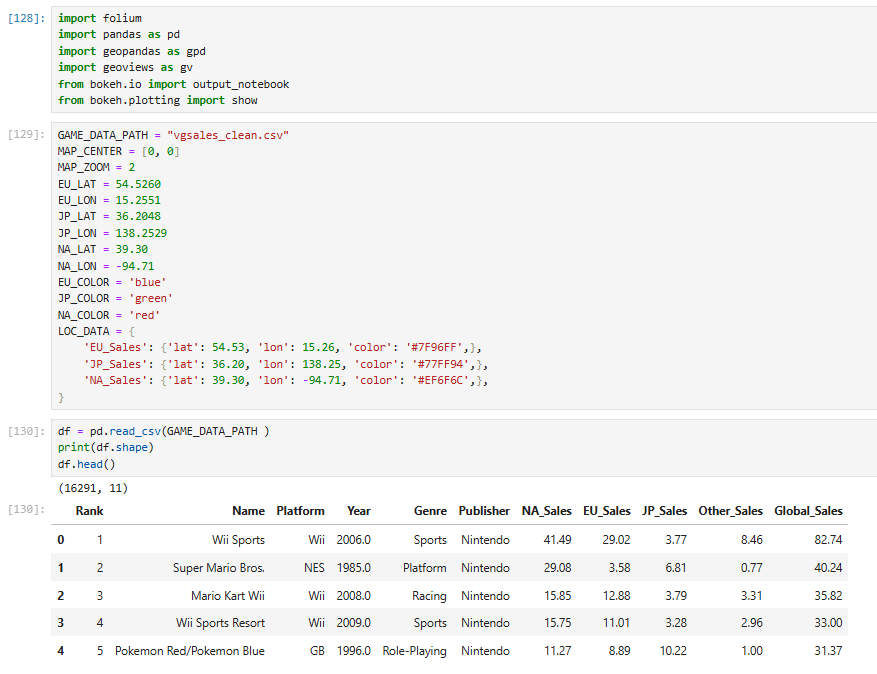 [128]: import folium
import pandas as pd
import geopandas as gpd
import geoviews as gv
from bokeh.io import output_notebook
from bokeh.plotting import show
[129]: GAME_DATA_PATH = "vgsales_clean.csv"
MAP_CENTER = [0, 0]
MAP_ZOOM = 2
EU_LAT = 54.5260
EU_LON = 15.2551
JP_LAT = 36.2048
JP_LON = 138.2529
NA_LAT = 39.30
NA_LON = -94.71
EU_COLOR = 'blue'
JP_COLOR = 'green'
NA_COLOR = 'red'
LOC_DATA = {
    'EU_Sales': {'lat': 54.53, 'lon': 15.26, 'color': '#7F96FF',},
    'JP_Sales': {'lat': 36.20, 'lon': 138.25, 'color': '#77FF94',},
    'NA_Sales': {'lat': 39.30, 'lon': -94.71, 'color': '#EF6F6C',},
}
[130]: df = pd.read_csv(GAME_DATA_PATH )
print(df.shape)
df.head()
(16291, 11)
[130]: Rank Name Platform Year Genre Publisher NA_Sales EU_Sales JP_Sales Other_Sales Global_Sales
0 1 Wii Sports Wii 2006.0 Sports Nintendo 41.49 29.02 3.77 8.46 82.74
1 2 Super Mario Bros. NES 1985.0 Platform Nintendo 29.08 3.58 6.81 0.77 40.24
2 3 Mario Kart Wii Wii 2008.0 Racing Nintendo 15.85 12.88 3.79 3.31 35.82
3 4 Wii Sports Resort Wii 2009.0 Sports Nintendo 15.75 11.01 3.28 2.96 33.00
4 5 Pokemon Red/Pokemon Blue GB 1996.0 Role-Playing Nintendo 11.27 8.89 10.22 1.00 31.37